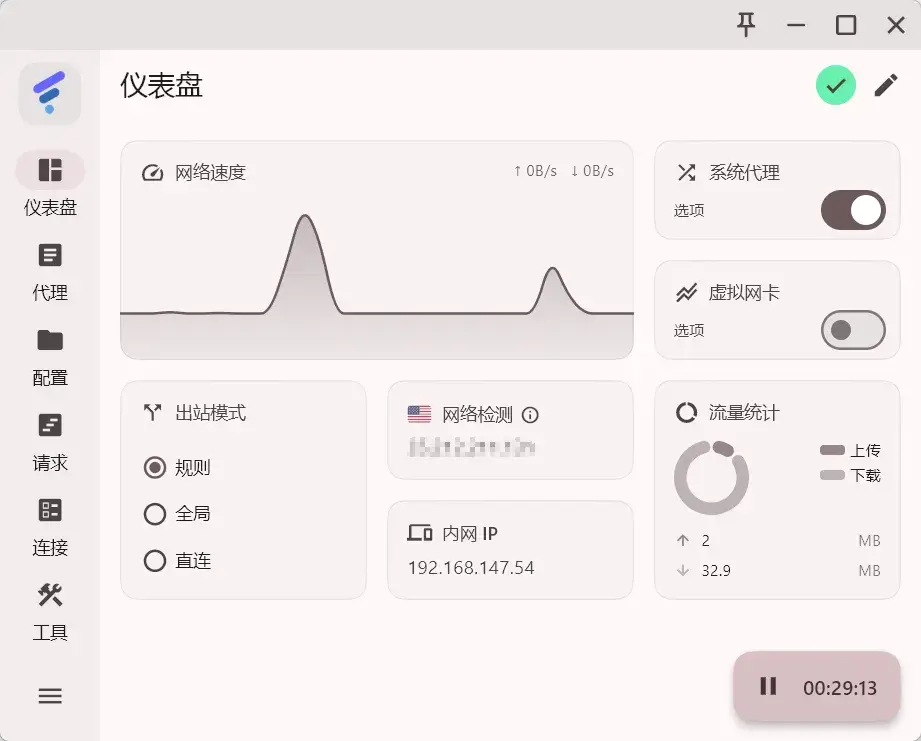 仪表盘
仪表盘
代理
配置
请求
连接
工具
网络速度
↑ 0B/s ↓ 0B/s
系统代理
选项
虚拟网卡
选项
出站模式
规则
全局
直连
网络检测
内网 IP
192.168.147.54
流量统计
上传
下载
↑ 2 MB
↓ 32.9 MB
00:29:13